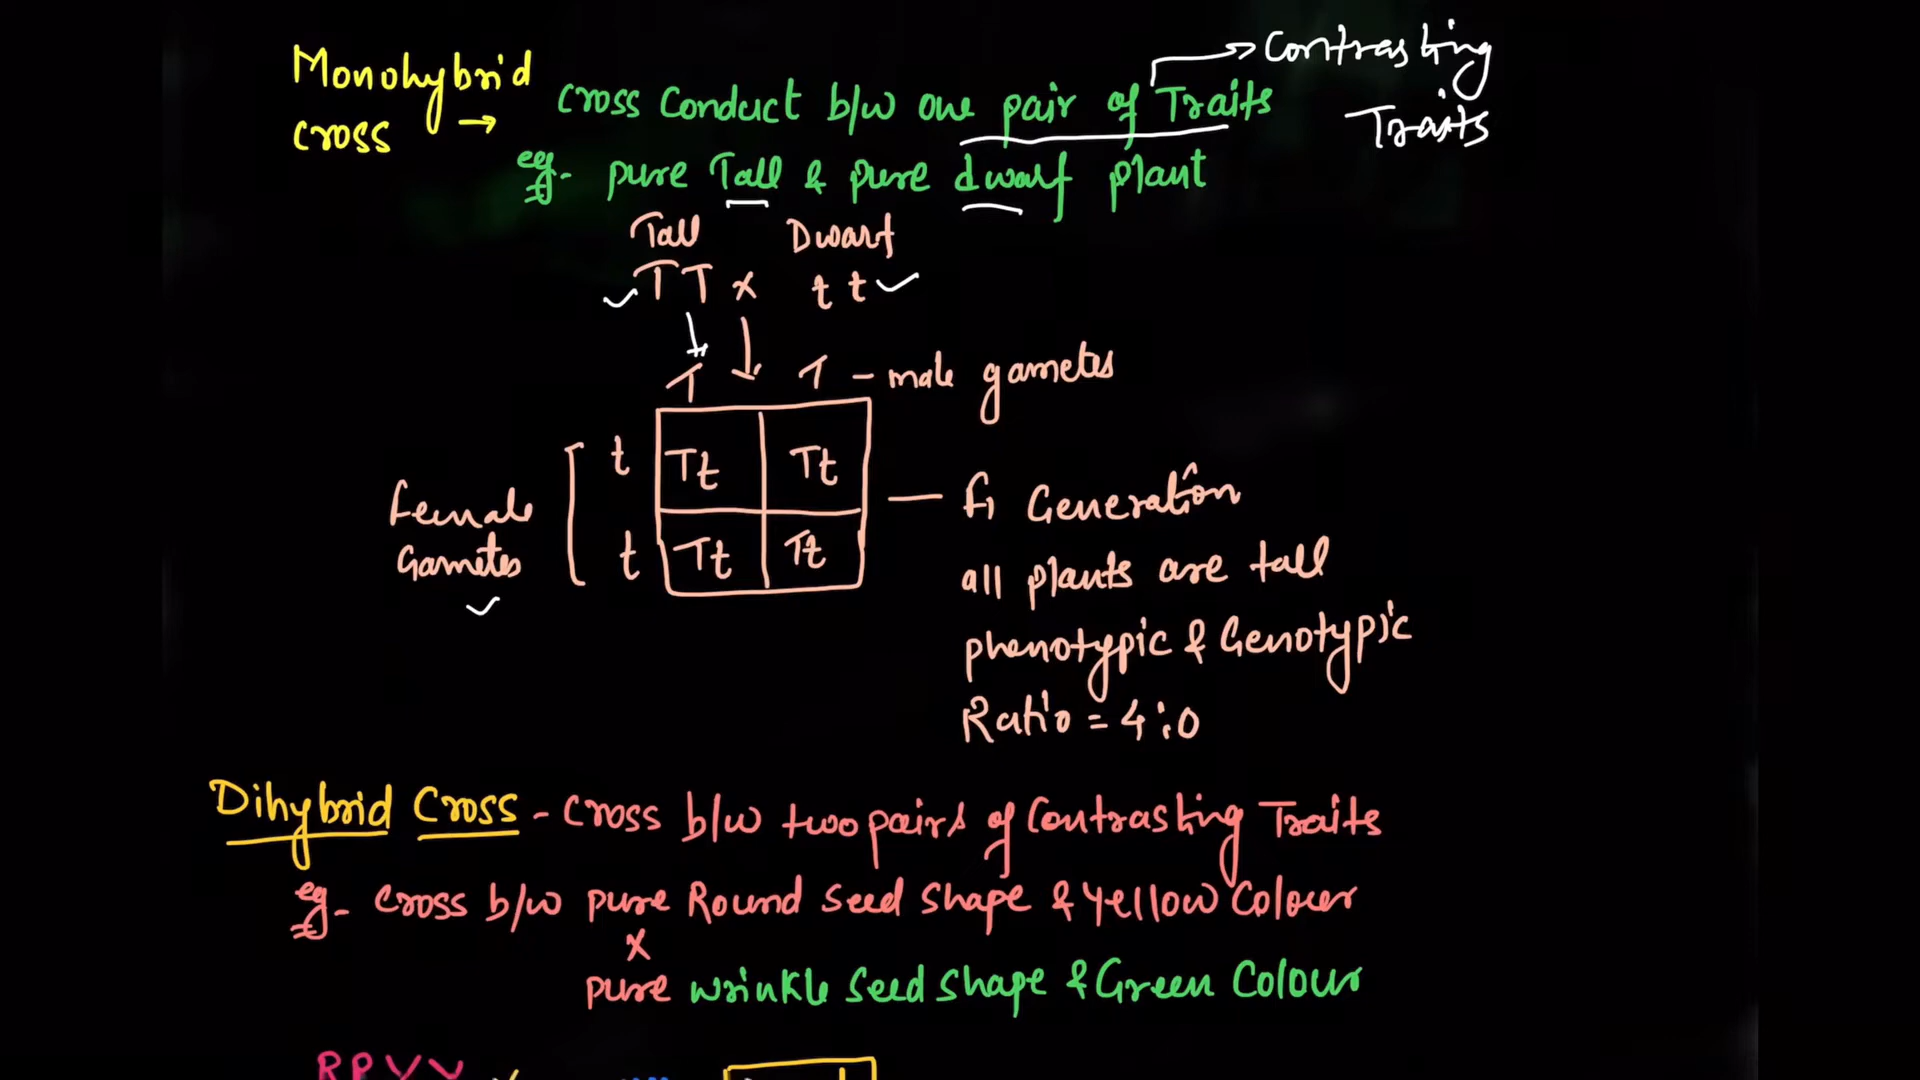 Monohybrid
cross → cross Conduct b/w one pair of Traits → Contrasting
Traits
eg- pure Tall & pure dwarf plant
Tall Dwarf
TT x tt
T T - male gametes
t Tt Tt
Female
Gametes
t Tt Tt
— F1 Generation
all plants are tall
phenotypic & Genotypic
Ratio = 4:0
Dihybrid Cross - Cross b/w two pairs of Contrasting Traits
eg- cross b/w pure Round seed shape & yellow Colour
x
pure wrinkle seed shape & Green Colour